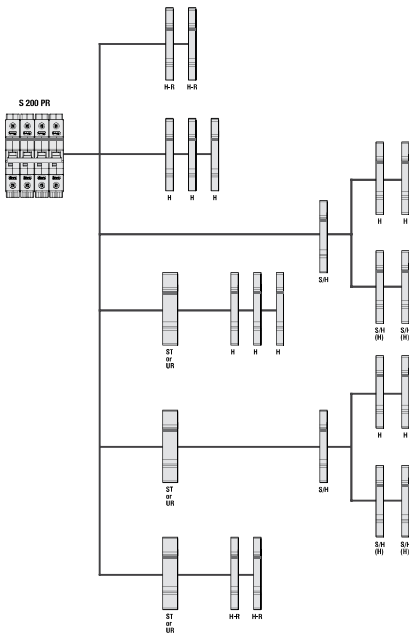 S 200 PR
H-R H-R
H H H
H H
S/H
S/H S/H
(H) (H)
ST
or
UR
H H H
H H
ST
or
UR
S/H
S/H S/H
(H) (H)
ST
or
UR
H-R H-R